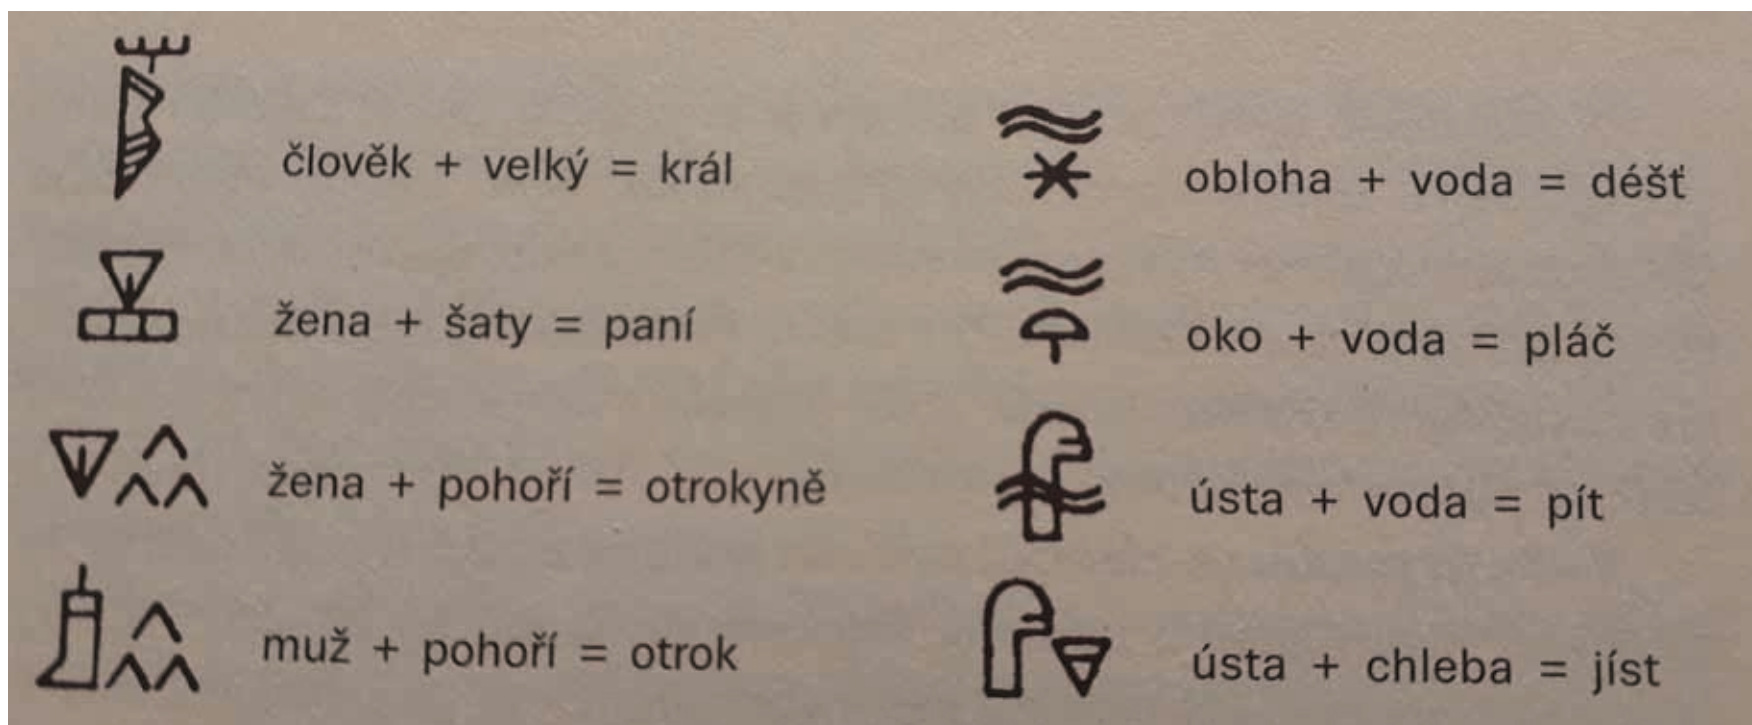 člověk + velký = král
žena + šaty = paní
žena + pohoří = otrokyně
muž + pohoří = otrok
obloha + voda = déšť
oko + voda = pláč
ústa + voda = pít
ústa + chleba = jíst